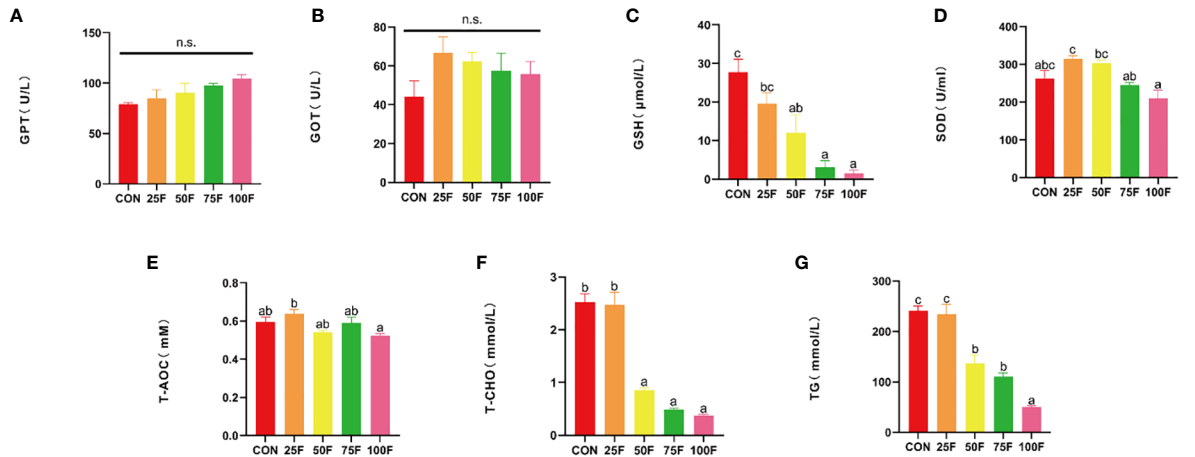 A
GPT ( U/L )
150
100
50
0
n.s.
CON 25F 50F 75F 100F
B
GOT ( U/L )
80
60
40
20
0
n.s.
CON 25F 50F 75F 100F
C
GSH ( μmol/L )
40
30
20
10
0
c
bc
ab
a
a
CON 25F 50F 75F 100F
D
SOD ( U/ml )
400
300
200
100
0
abc
c
bc
ab
a
CON 25F 50F 75F 100F
E
T-AOC ( mM )
0.8
0.6
0.4
0.2
0.0
ab
b
ab
ab
a
CON 25F 50F 75F 100F
F
T-CHO ( mmol/L )
3
2
1
0
b
b
a
a
a
CON 25F 50F 75F 100F
G
TG ( mmol/L )
300
200
100
0
c
c
b
b
a
CON 25F 50F 75F 100F